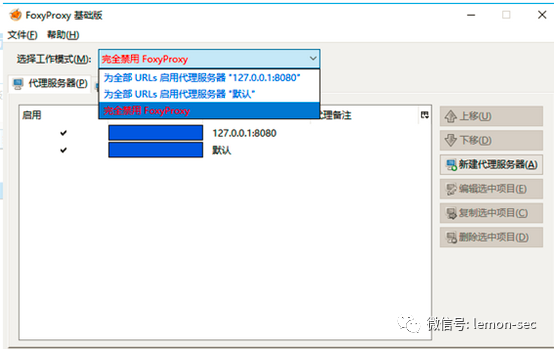 FoxyProxy 基础版
文件(F) 帮助(H)
选择工作模式(M): 完全禁用 FoxyProxy
为全部 URLs 启用代理服务器 "127.0.0.1:8080"
为全部 URLs 启用代理服务器 "默认"
完全禁用 FoxyProxy
代理服务器(P)
启用 代理备注
127.0.0.1:8080
默认
上移(U)
下移(D)
新建代理服务器(A)
编辑选中项目(E)
复制选中项目(C)
删除选中项目(D)
微信号: lemon-sec